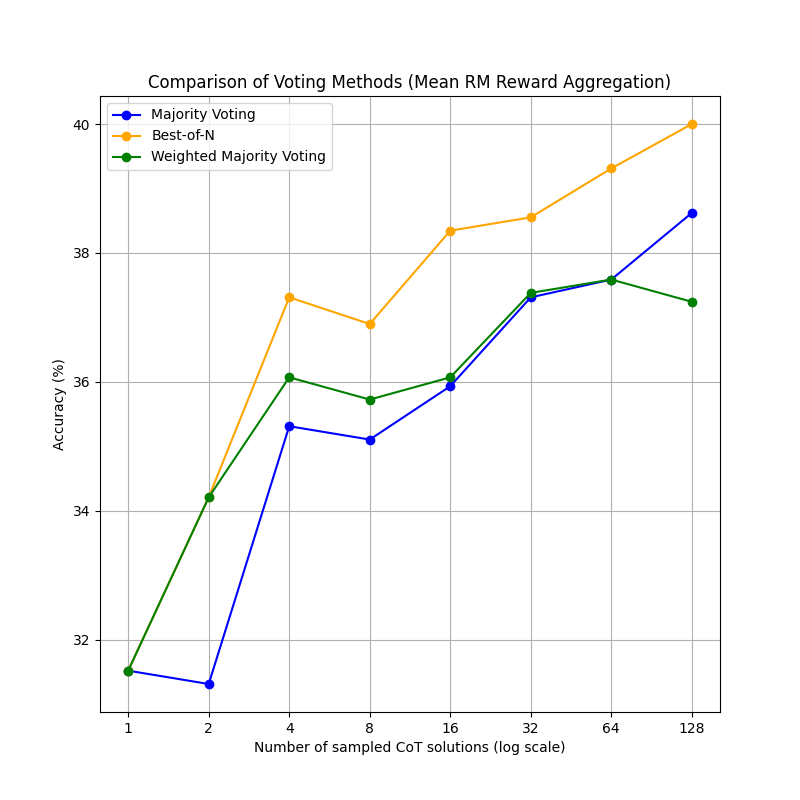 Comparison of Voting Methods (Mean RM Reward Aggregation)
Majority Voting
Best-of-N
Weighted Majority Voting
Accuracy (%)
40
38
36
34
32
1 2 4 8 16 32 64 128
Number of sampled CoT solutions (log scale)